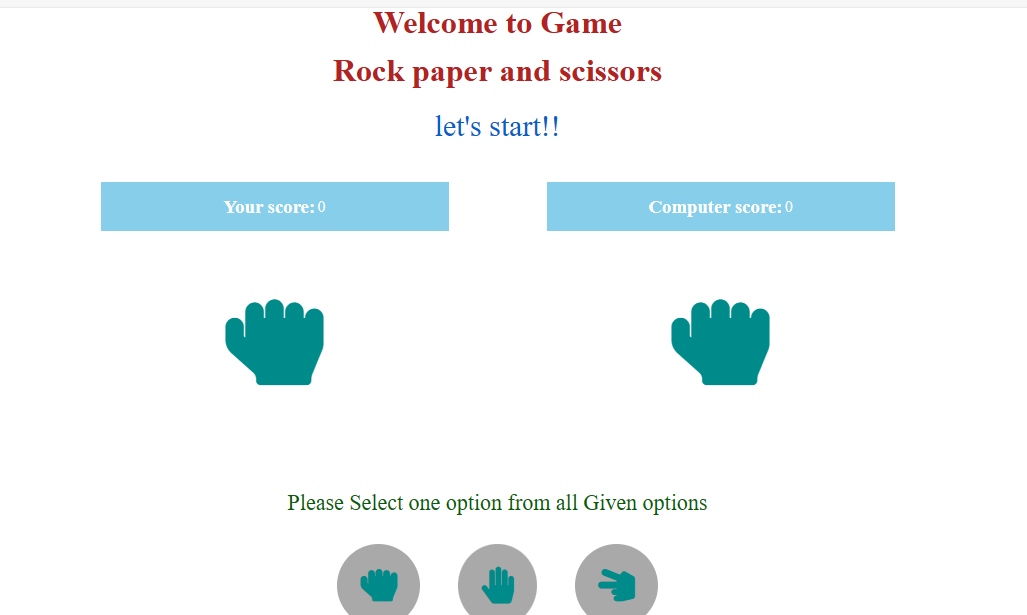 Welcome to Game
Rock paper and scissors
let's start!!
Your score: 0
Computer score: 0
Please Select one option from all Given options